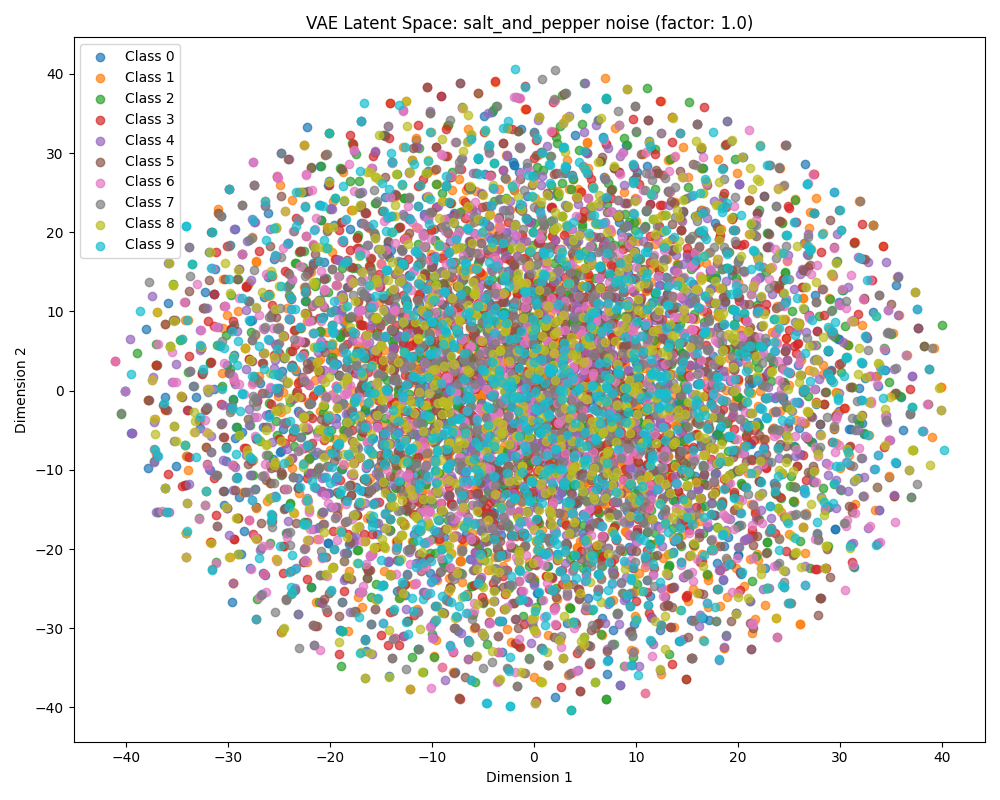 VAE Latent Space: salt_and_pepper noise (factor: 1.0)
Class 0
Class 1
Class 2
Class 3
Class 4
Class 5
Class 6
Class 7
Class 8
Class 9
40
30
20
10
0
−10
−20
−30
−40
Dimension 2
−40 −30 −20 −10 0 10 20 30 40
Dimension 1